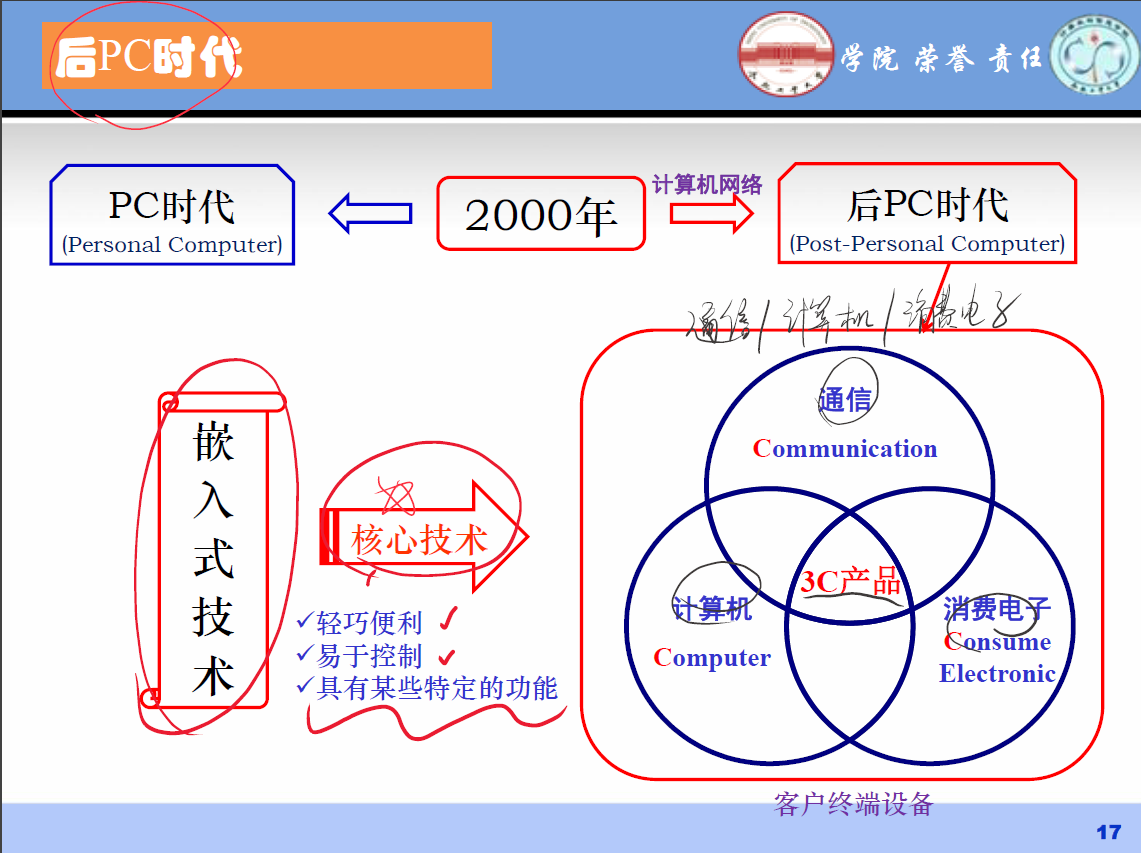 后PC时代
学院 荣誉 责任
PC时代
(Personal Computer)
2000年
计算机网络
后PC时代
(Post-Personal Computer)
通信/计算机/消费电子
通信
Communication
嵌入式技术
核心技术
3C产品
计算机
Computer
消费电子
Consume
Electronic
✓轻巧便利
✓易于控制
✓具有某些特定的功能
客户终端设备
17